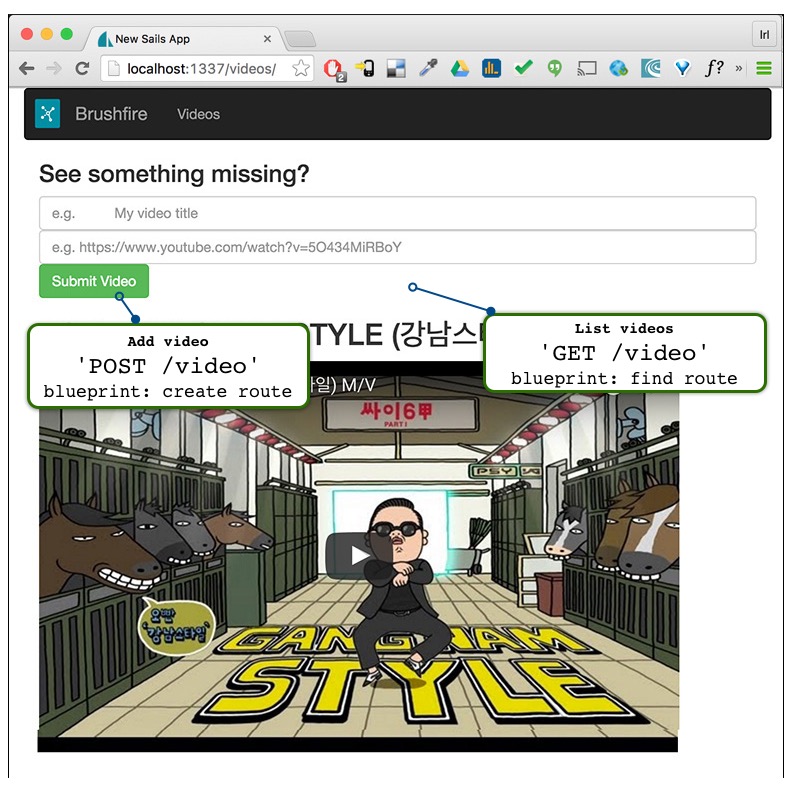 New Sails App
Irl
localhost:1337/videos/
2
f?
»
Brushfire Videos
See something missing?
e.g. My video title
e.g. https://www.youtube.com/watch?v=5O434MiRBoY
Submit Video
Add video
'POST /video'
blueprint: create route
List videos
'GET /video'
blueprint: find route
TYLE (강남스
일) M/V
싸이6甲
PART 1
PSY
오빤
'강남스타일'
GANGNAM
STYLE